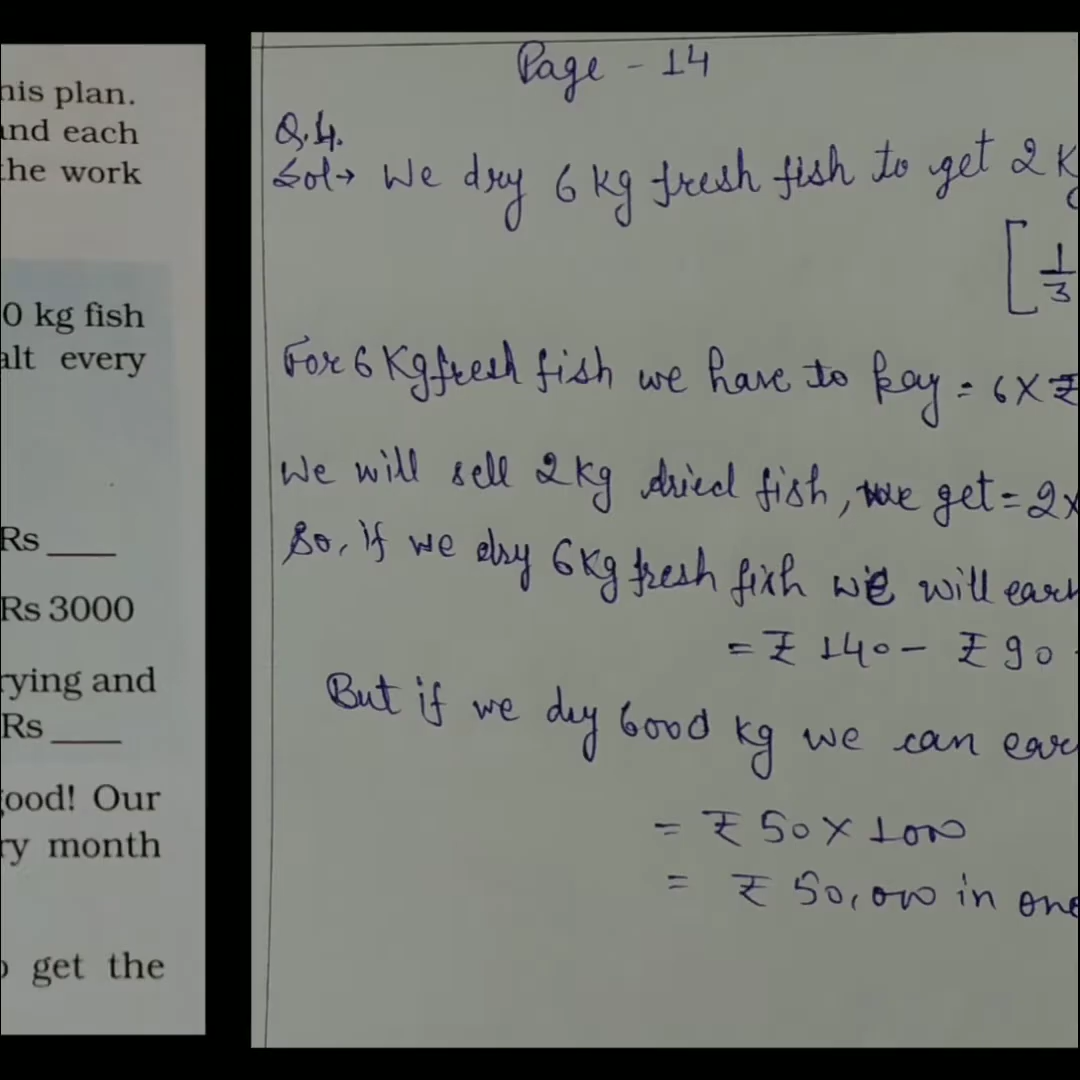 his plan.
and each
the work
0 kg fish
alt every
Rs ____
Rs 3000
rying and
Rs ____
good! Our
ry month
get the
Page - 14
Q.4.
Sol→ We dry 6 Kg fresh fish to get 2 K
[ 1/3
For 6 Kg fresh fish we have to pay = 6 X ₹
We will sell 2 Kg dried fish, we get = 2 x
So, if we dry 6 Kg fresh fish we will earn
= ₹ 140 - ₹ 90
But if we dry 6000 Kg we can ear
= ₹ 50 X 1000
= ₹ 50,000 in one